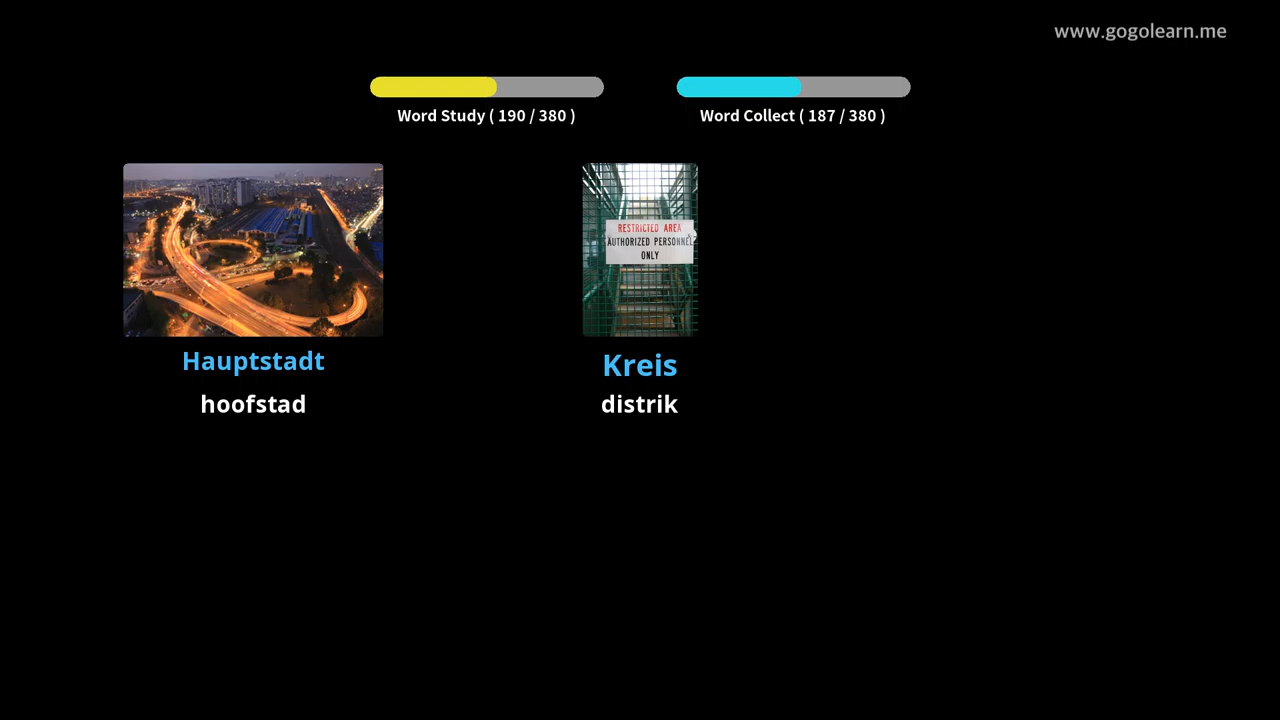 www.gogolearn.me
Word Study ( 190 / 380 )
Word Collect ( 187 / 380 )
RESTRICTED AREA
AUTHORIZED PERSONNEL
ONLY
Hauptstadt
Kreis
hoofstad
distrik